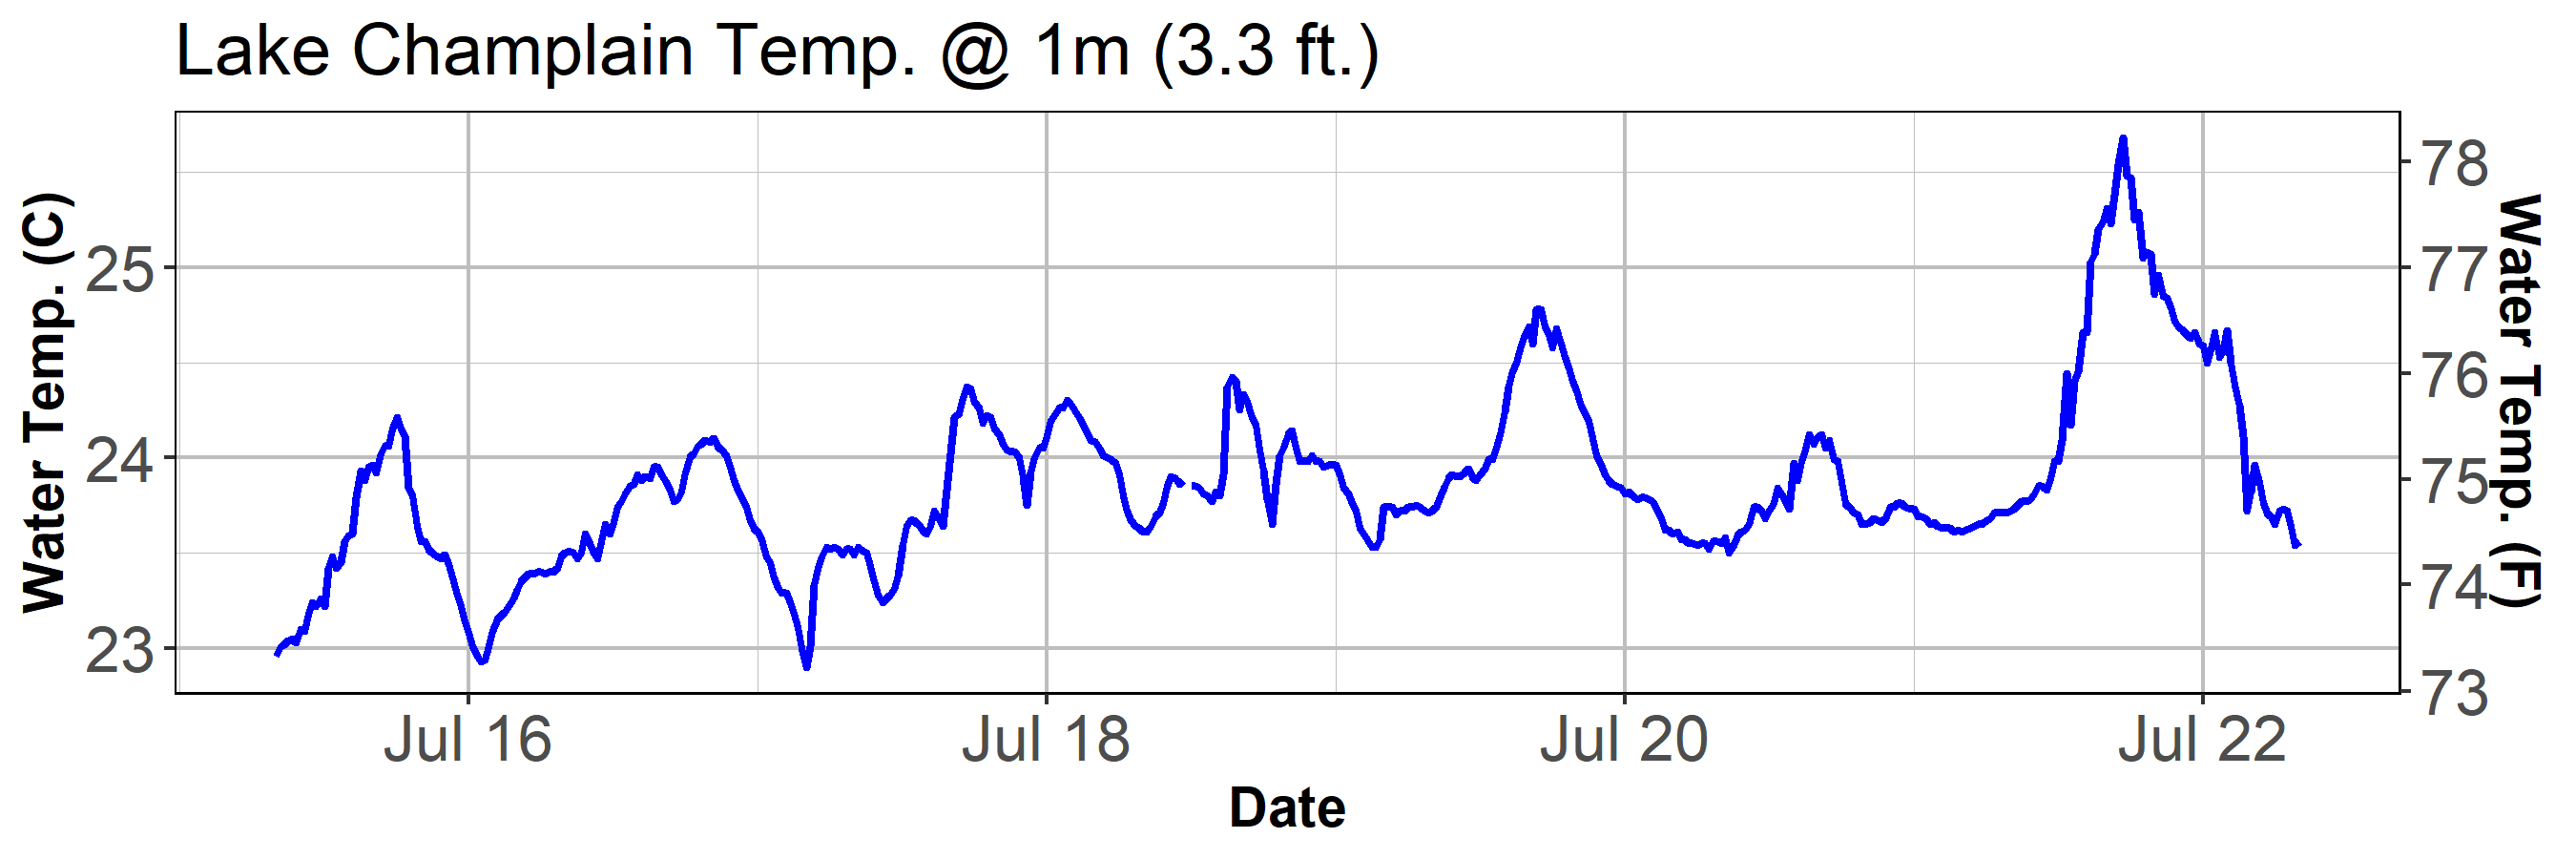 Lake Champlain Temp. @ 1m (3.3 ft.)
Water Temp. (C)
25
24
23
78
77
76
75
74
73
Water Temp. (F)
Jul 16
Jul 18
Jul 20
Jul 22
Date